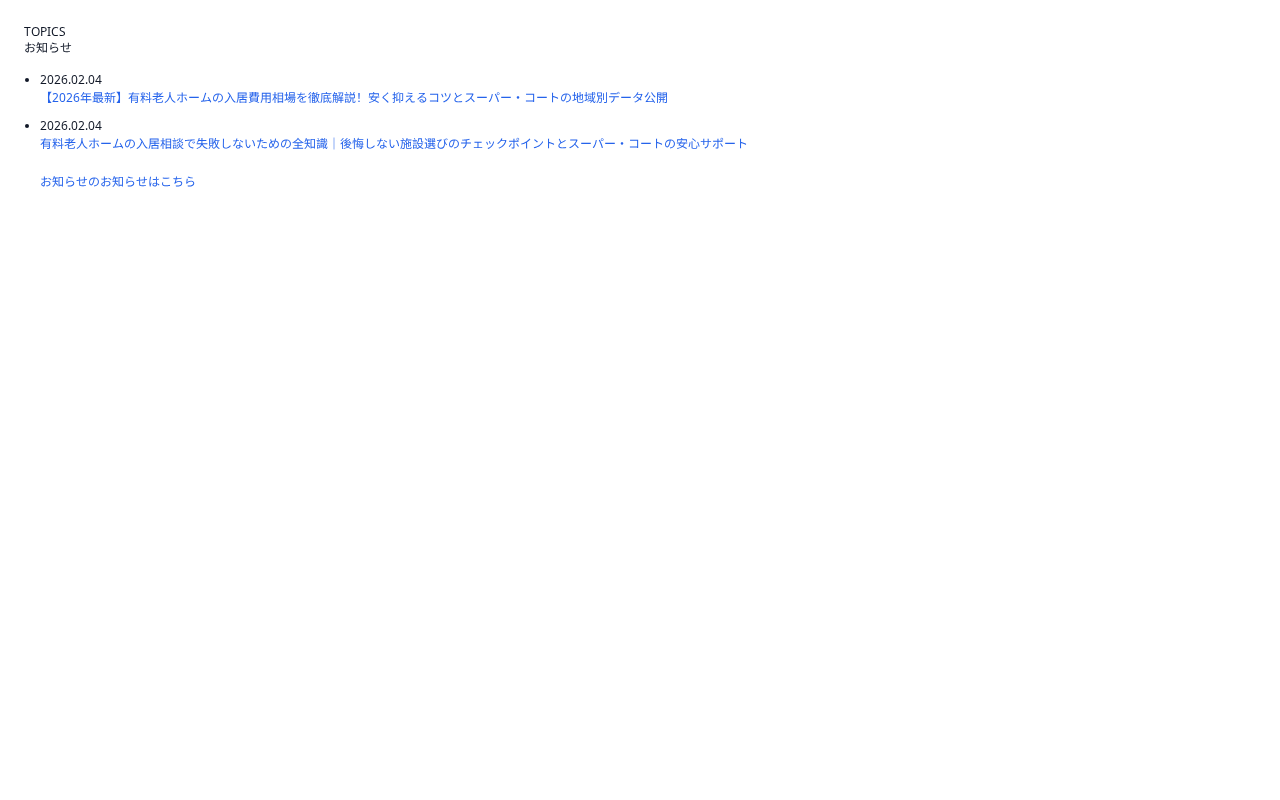 TOPICS
お知らせ
2026.02.04
【2026年最新】有料老人ホームの入居費用相場を徹底解説！安く抑えるコツとスーパー・コートの地域別データ公開
2026.02.04
有料老人ホームの入居相談で失敗しないための全知識｜後悔しない施設選びのチェックポイントとスーパー・コートの安心サポート
お知らせのお知らせはこちら